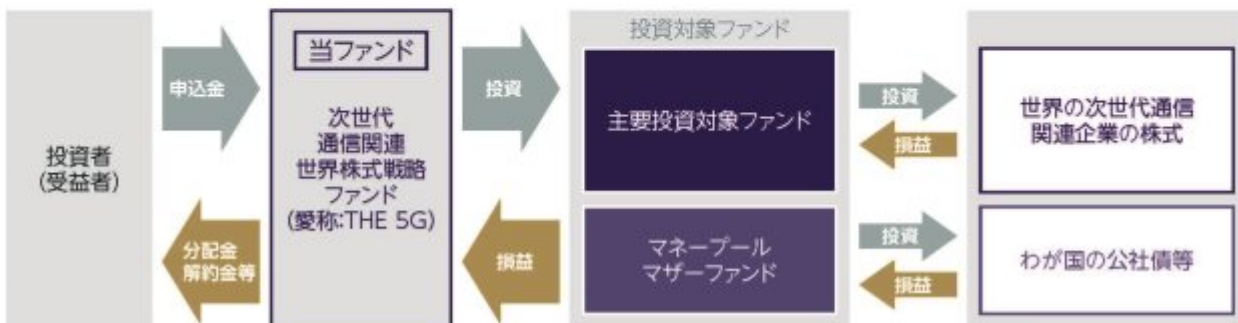 投資者
(受益者)
申込金
分配金
解約金等
当ファンド
次世代
通信関連
世界株式戦略
ファンド
(愛称:THE 5G)
投資
損益
投資対象ファンド
主要投資対象ファンド
マネープール
マザーファンド
投資
損益
投資
損益
世界の次世代通信
関連企業の株式
わが国の公社債等